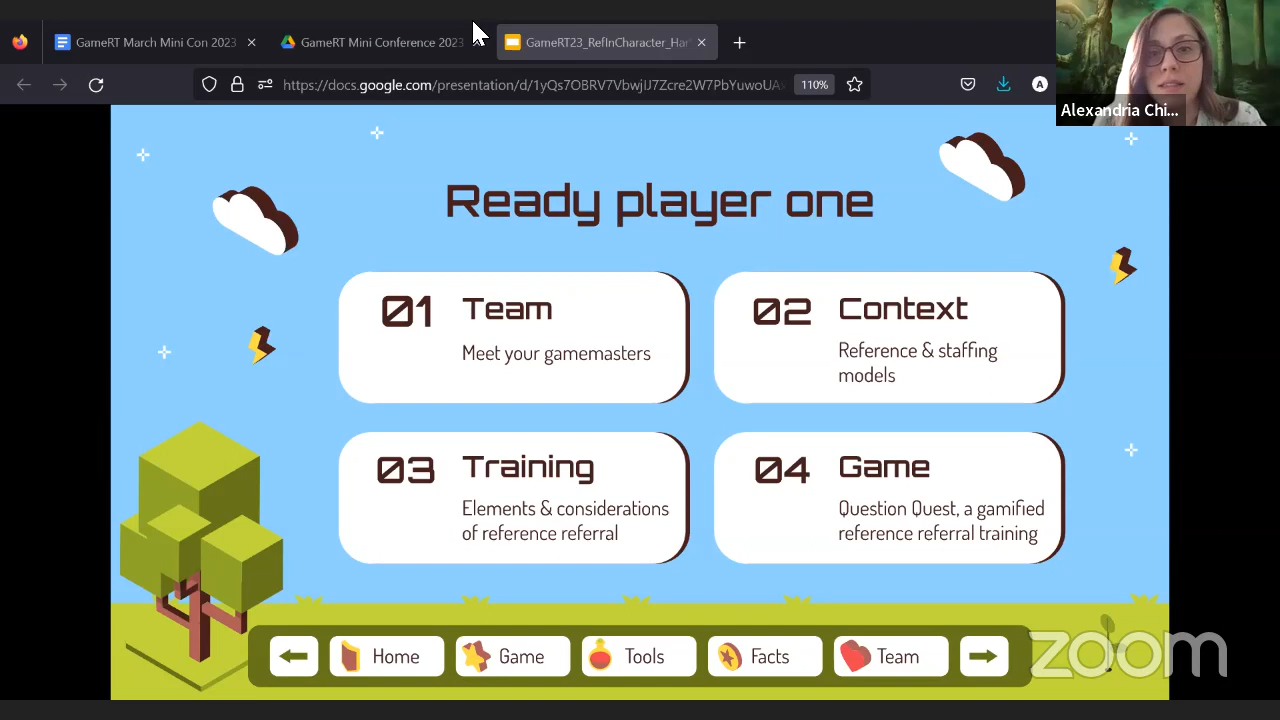 GameRT March Mini Con 2023
GameRT Mini Conference 2023
GameRT23_RefInCharacter_Har
https://docs.google.com/presentation/d/1yQs7OBRV7VbwjIJ7Zcre2W7PbYuwoUA
110%
A
Alexandria Chi...
Ready player one
01 Team
Meet your gamemasters
02 Context
Reference & staffing
models
03 Training
Elements & considerations
of reference referral
04 Game
Question Quest, a gamified
reference referral training
Home
Game
Tools
Facts
Team
zoom